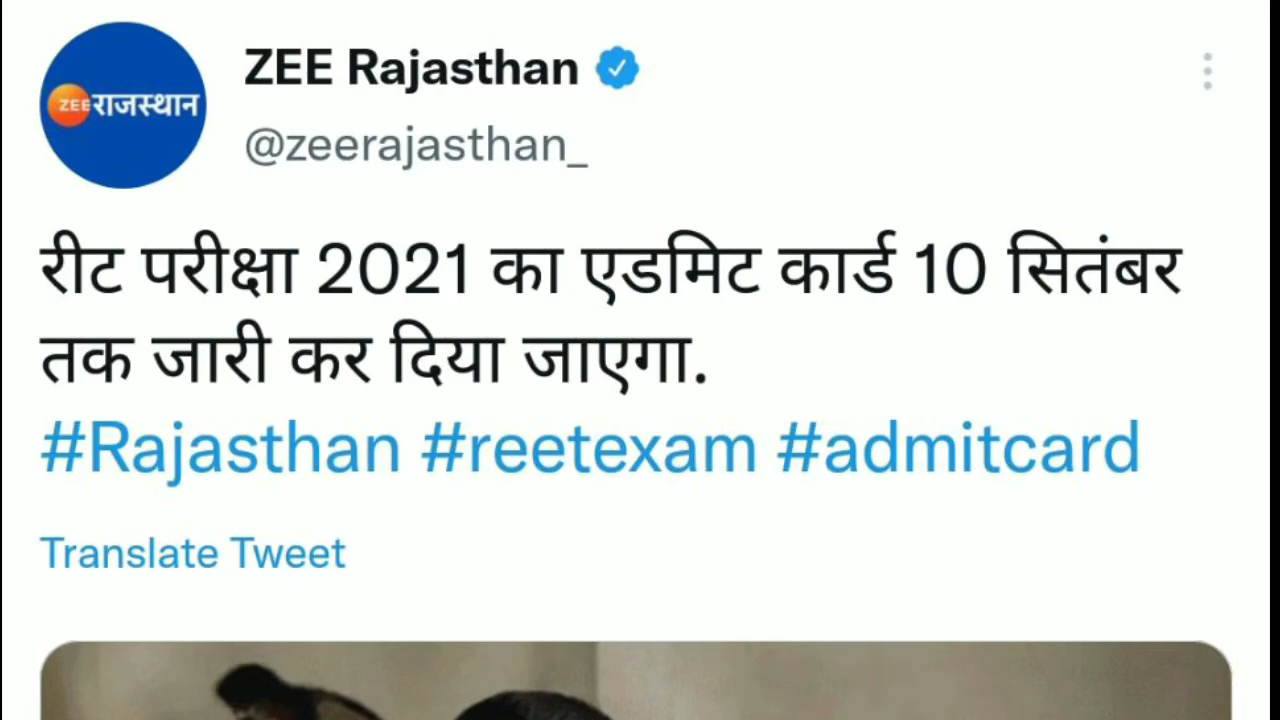 ZEE राजस्थान
ZEE Rajasthan
@zeerajasthan_
रीट परीक्षा 2021 का एडमिट कार्ड 10 सितंबर
तक जारी कर दिया जाएगा.
#Rajasthan #reetexam #admitcard
Translate Tweet